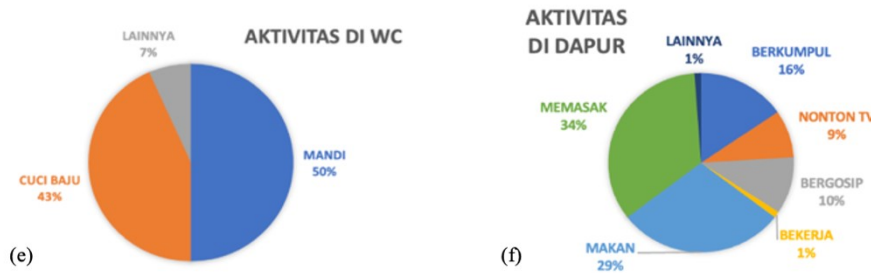 AKTIVITAS DI WC
LAINNYA
7%
MANDI
50%
CUCI BAJU
43%
(e)
AKTIVITAS
DI DAPUR
LAINNYA
1%
BERKUMPUL
16%
MEMASAK
34%
NONTON TV
9%
BERGOSIP
10%
BEKERJA
1%
MAKAN
29%
(f)